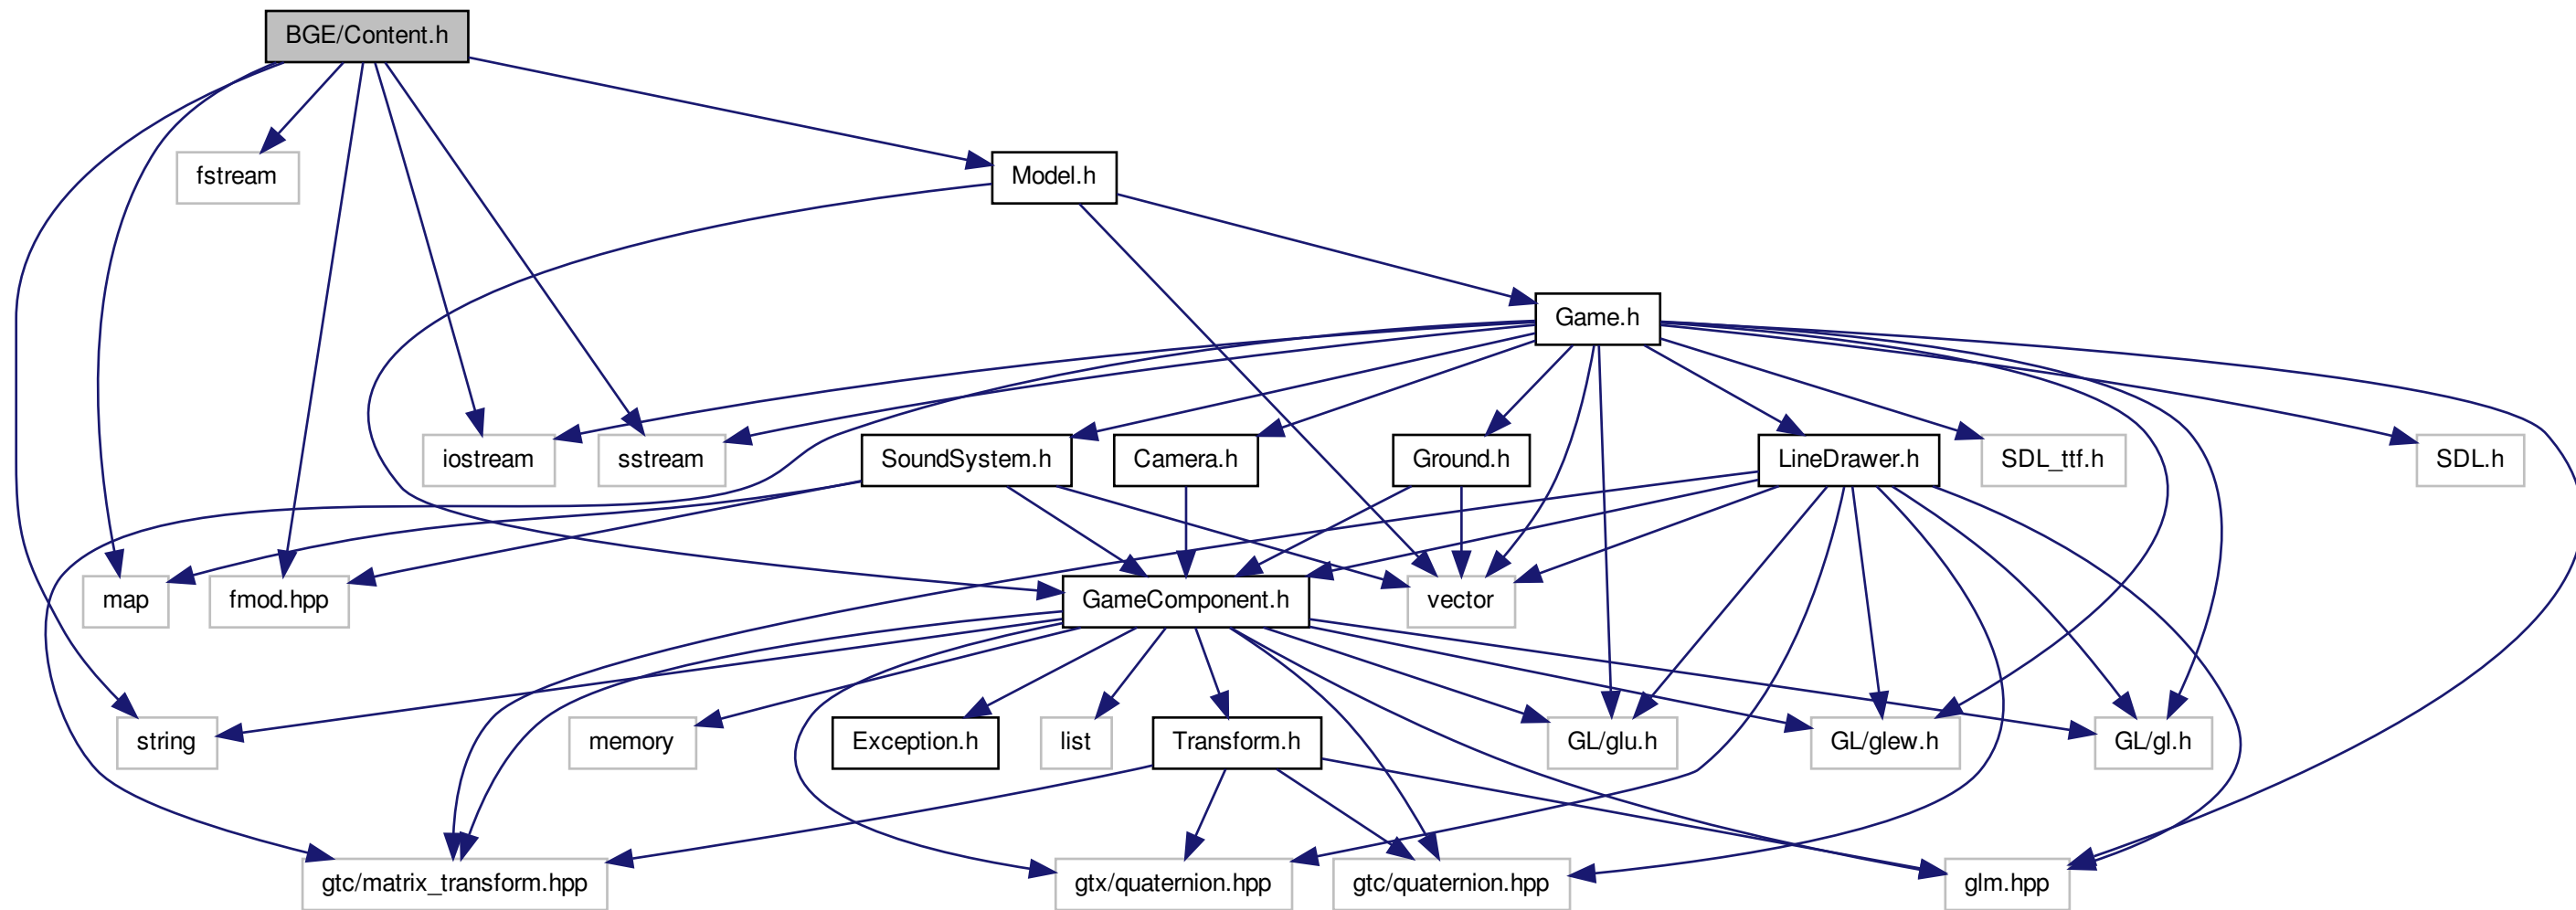 BGE/Content.h
fstream
Model.h
Game.h
iostream
sstream
SoundSystem.h
Camera.h
Ground.h
LineDrawer.h
SDL_ttf.h
SDL.h
map
fmod.hpp
GameComponent.h
vector
string
memory
Exception.h
list
Transform.h
GL/glu.h
GL/glew.h
GL/gl.h
gtc/matrix_transform.hpp
gtx/quaternion.hpp
gtc/quaternion.hpp
glm.hpp